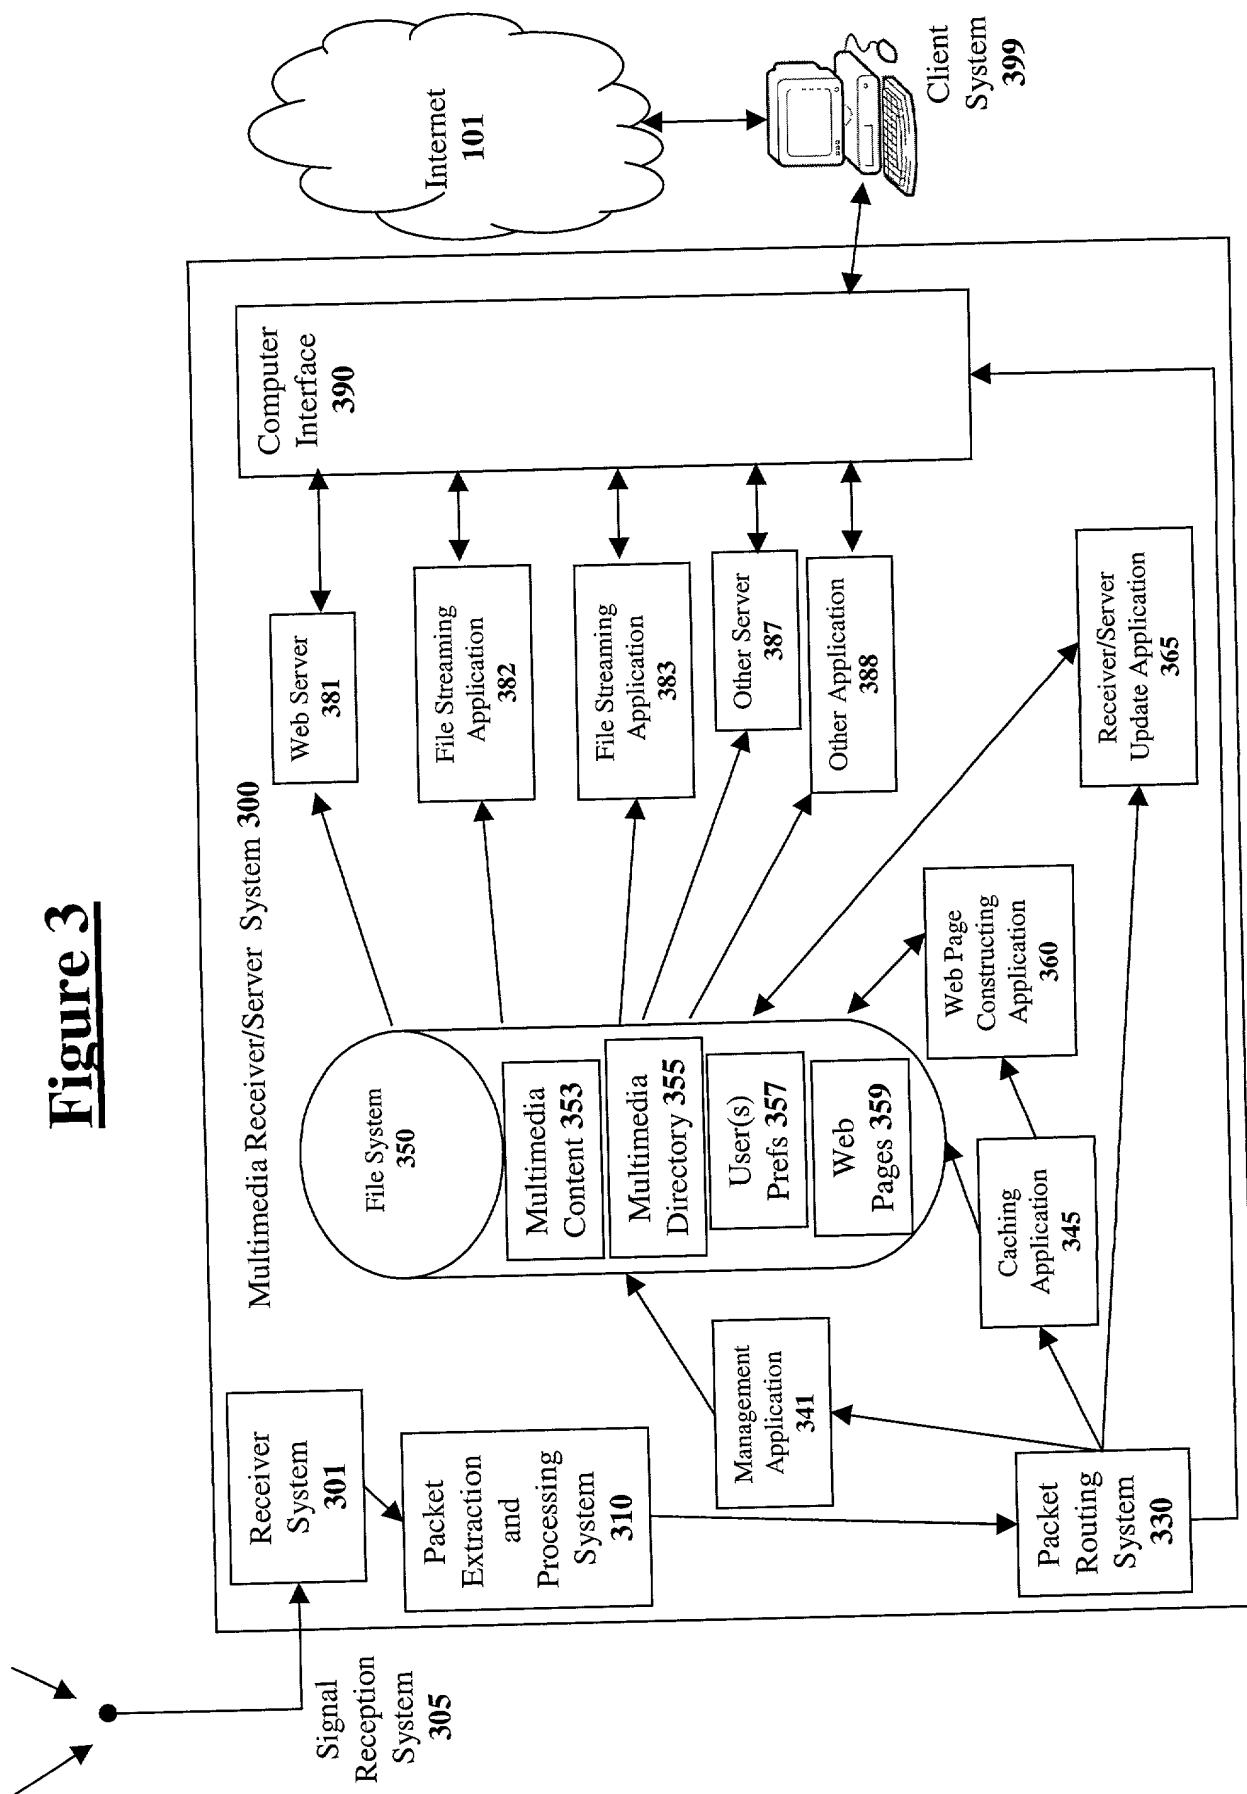 Figure 3
Multimedia Receiver/Server System 300
Signal
Reception
System
305
Receiver
System
301
Packet
Extraction
and
Processing
System
310
Packet
Routing
System
330
Management
Application
341
Caching
Application
345
File System
350
Multimedia
Content 353
Multimedia
Directory 355
User(s)
Prefs 357
Web
Pages 359
Web Page
Constructing
Application
360
Receiver/Server
Update Application
365
Web Server
381
File Streaming
Application
382
File Streaming
Application
383
Other Server
387
Other Application
388
Computer
Interface
390
Internet
101
Client
System
399